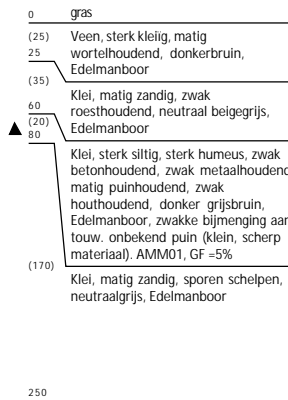 0 gras
(25) Veen, sterk kleiïg, matig
25 wortelhoudend, donkerbruin,
Edelmanboor
(35)
Klei, matig zandig, zwak
60 roesthoudend, neutraal beigegrijs,
(20) Edelmanboor
80
Klei, sterk siltig, sterk humeus, zwak
betonhoudend, zwak metaalhoudend
matig puinhoudend, zwak
houthoudend, donker grijsbruin,
Edelmanboor, zwakke bijmenging aan
touw. onbekend puin (klein, scherp
materiaal). AMM01, GF =5%
(170)
Klei, matig zandig, sporen schelpen,
neutraalgrijs, Edelmanboor
250